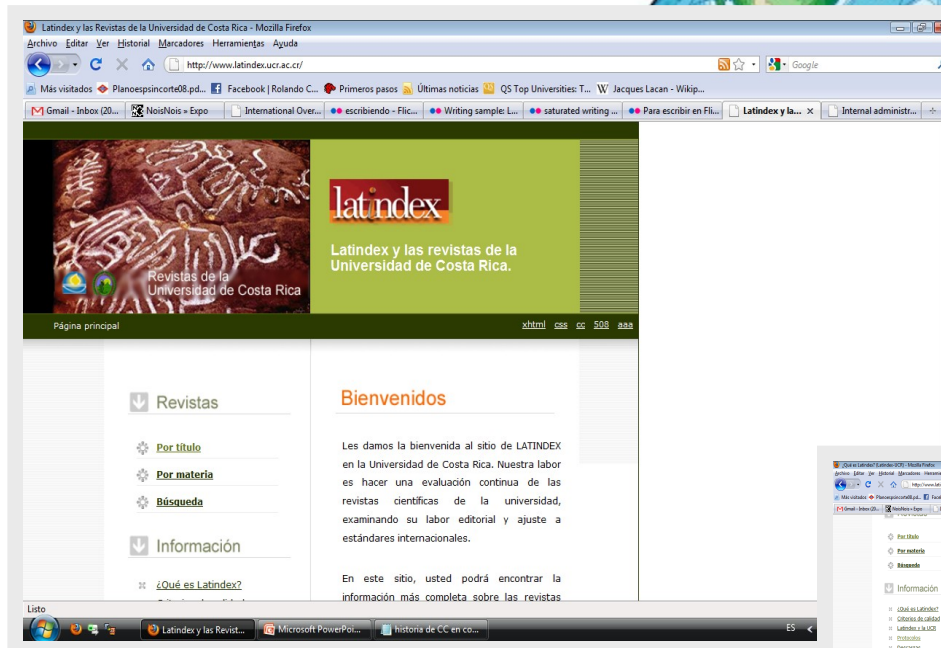 Latindex y las Revistas de la Universidad de Costa Rica - Mozilla Firefox
Archivo Editar Ver Historial Marcadores Herramientas Ayuda
http://www.latindex.ucr.ac.cr/
Google
Más visitados Planoespsincorte08.pd... Facebook | Rolando C... Primeros pasos Últimas noticias QS Top Universities: T... W Jacques Lacan - Wikip...
Gmail - Inbox (20... NoisNois » Expo International Over... escribiendo - Flic... Writing sample: L... saturated writing ... Para escribir en Fli... Latindex y la... Internal administr...
latindex
Latindex y las revistas de la
Universidad de Costa Rica.
Revistas de la
Universidad de Costa Rica
Página principal
xhtml css cc 508 aaa
Revistas
Por título
Por materia
Búsqueda
Información
¿Qué es Latindex?
Bienvenidos
Les damos la bienvenida al sitio de LATINDEX
en la Universidad de Costa Rica. Nuestra labor
es hacer una evaluación continua de las
revistas científicas de la universidad,
examinando su labor editorial y ajuste a
estándares internacionales.
En este sitio, usted podrá encontrar la
información más completa sobre las revistas
Listo
Latindex y las Revist... Microsoft PowerPoi... historia de CC en co...
ES
Por título
Por materia
Búsqueda
Información
¿Qué es Latindex?
Criterios de calidad
Latindex y la UCR
Protocolos